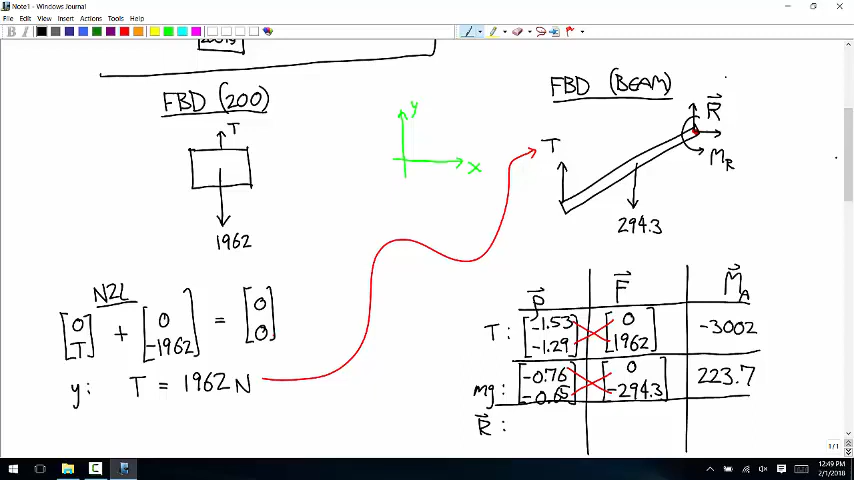 Note1 - Windows Journal
File Edit View Insert Actions Tools Help
B I
FBD (200)
T
1962
y
x
FBD (BEAM)
R
T
M_R
294.3
N2L
[0 T] + [0 -1962] = [0 0]
y: T = 1962 N
p F M_A
T: [-1.53 -1.29] [0 1962] -3002
mg: [-0.76 -0.65] [0 -294.3] 223.7
R:
1/1
12:49 PM
2/1/2018